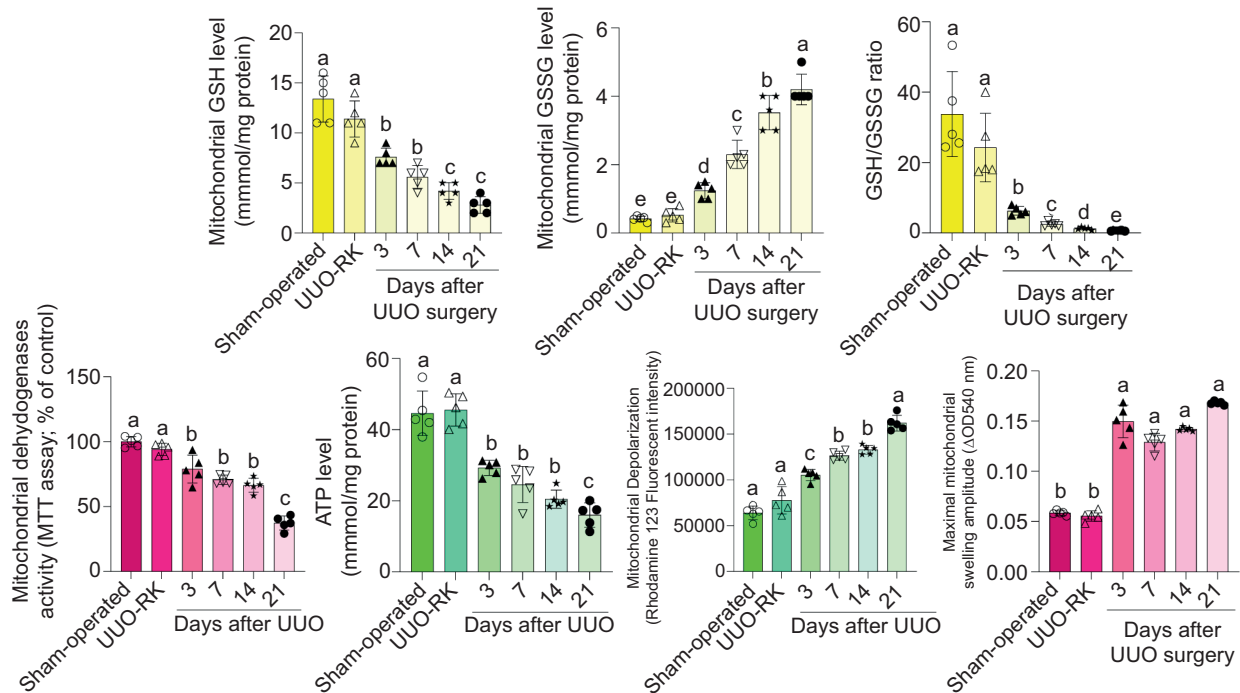 Mitochondrial GSH level
(mmmol/mg protein)
20
15
10
5
0
a
a
b
b
c
c
Sham-operated
UUO-RK
3
7
14
21
Days after
UUO surgery
Mitochondrial GSSG level
(mmmol/mg protein)
6
4
2
0
e
e
d
c
b
a
Sham-operated
UUO-RK
3
7
14
21
Days after
UUO surgery
GSH/GSSG ratio
60
40
20
0
a
a
b
c
d
e
Sham-operated
UUO-RK
3
7
14
21
Days after
UUO surgery
Mitochondrial dehydogenases
activity (MTT assay; % of control)
150
100
50
0
a
a
b
b
b
c
Sham-operated
UUO-RK
3
7
14
21
Days after UUO
ATP level
(mmmol/mg protein)
60
40
20
0
a
a
b
b
b
c
Sham-operated
UUO-RK
3
7
14
21
Days after UUO
Mitochondrial Depolarization
(Rhodamine 123 Fluorescent intensity)
200000
150000
100000
50000
0
a
a
c
b
b
a
Sham-operated
UUO-RK
3
7
14
21
Days after UUO
Maximal mitochondrial
swelling amplitude (ΔOD540 nm)
0.20
0.15
0.10
0.05
0.00
b
b
a
a
a
a
Sham-operated
UUO-RK
3
7
14
21
Days after
UUO surgery